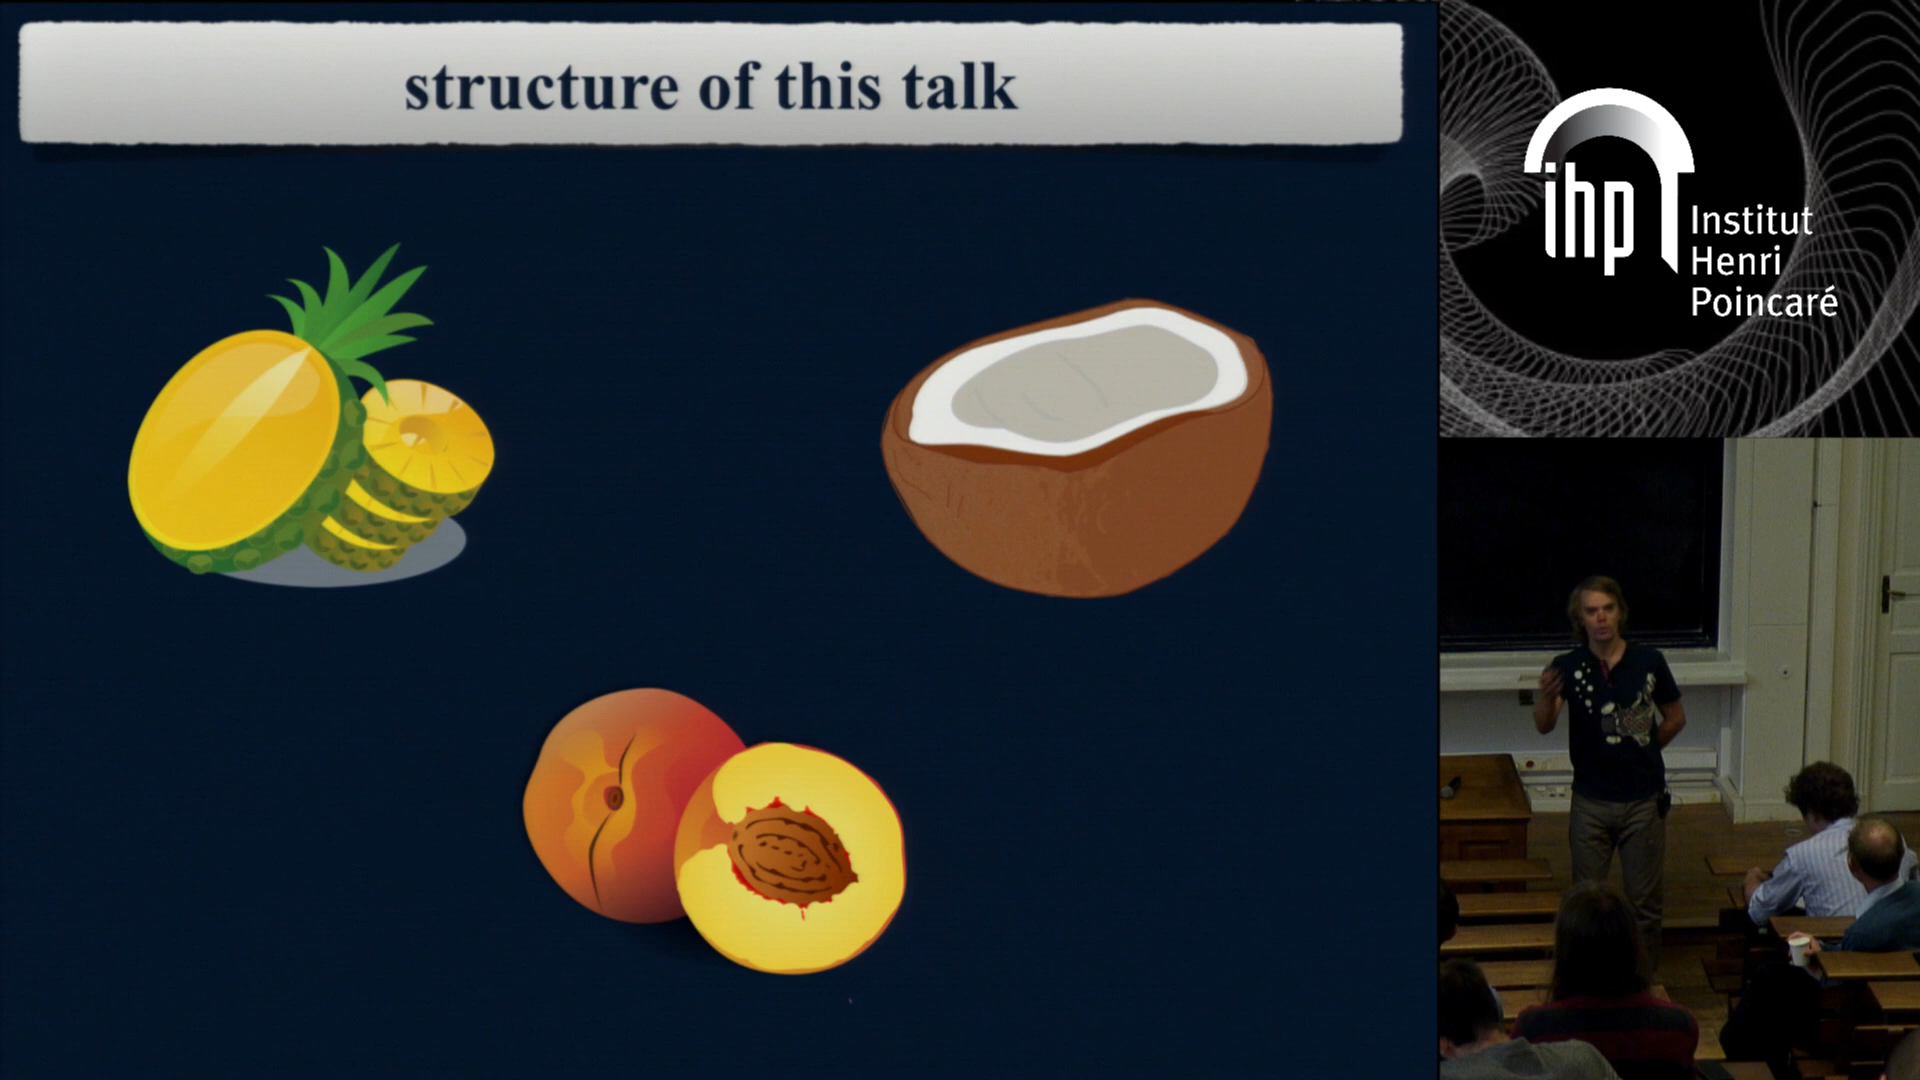 structure of this talk
ihp
Institut
Henri
Poincaré